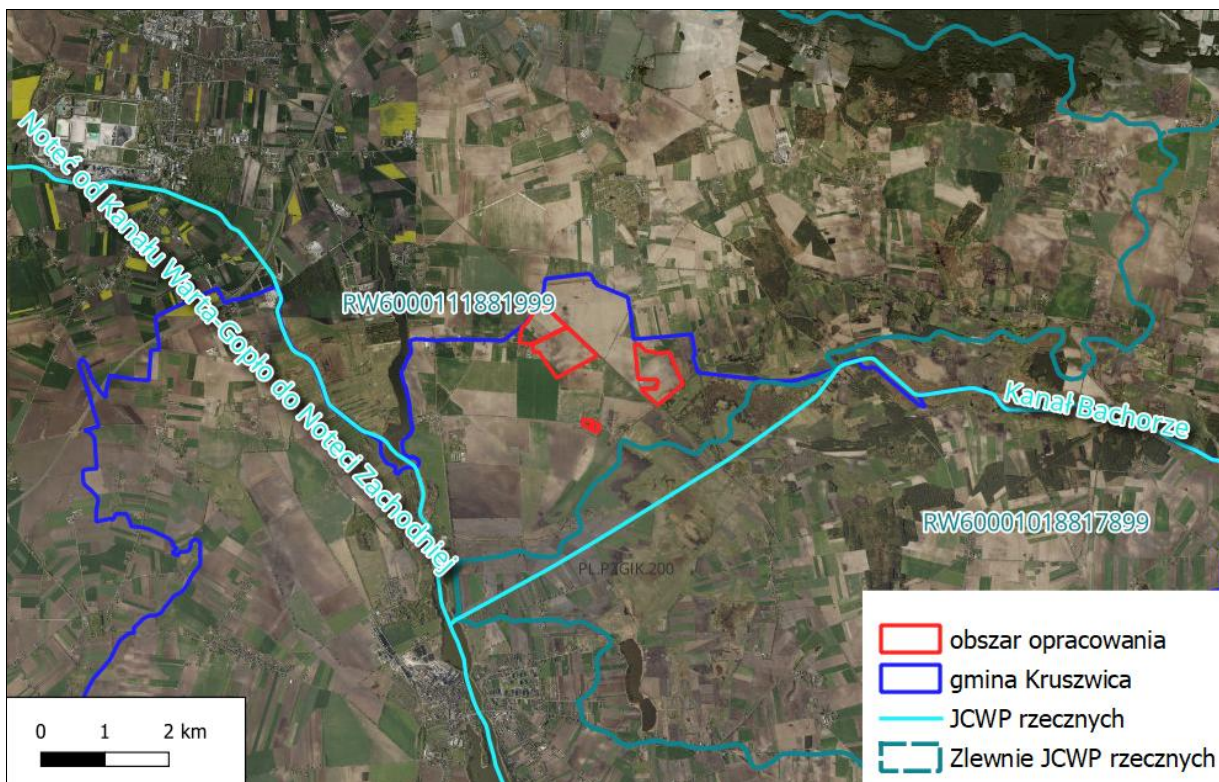 Noteć od Kanału Warta-Gopło do Noteci Zachodniej
RW6000111881999
Kanał Bachorze
RW60001018817899
PL.PZGIK.200
obszar opracowania
gmina Kruszwica
JCWP rzecznych
Zlewnie JCWP rzecznych
0 1 2 km